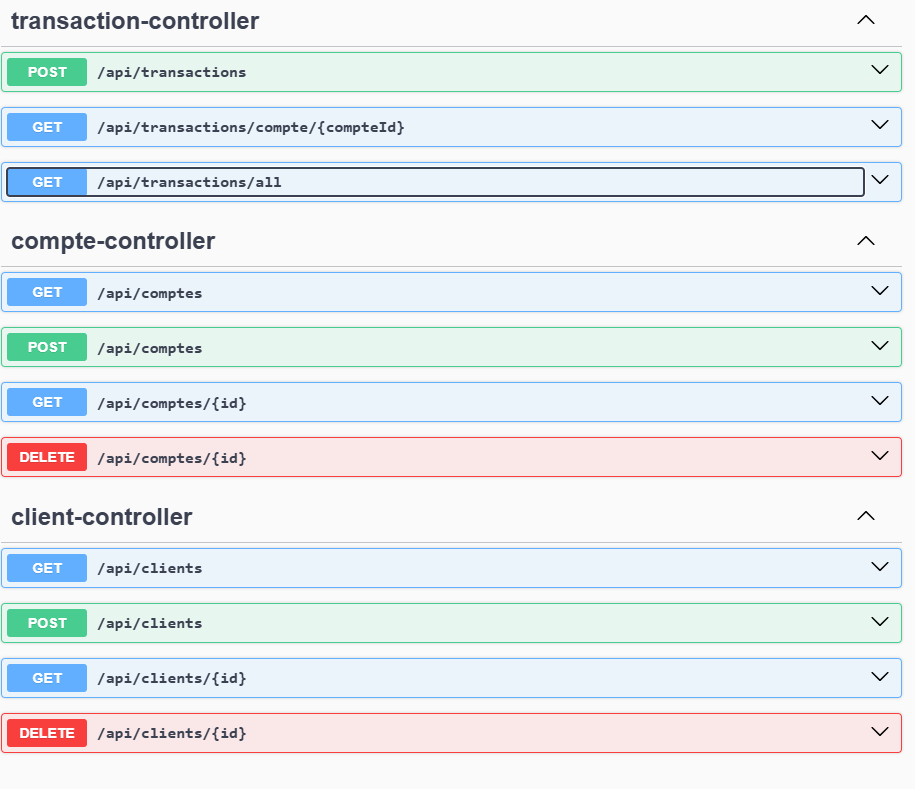 transaction-controller
POST /api/transactions
GET /api/transactions/compte/{compteId}
GET /api/transactions/all
compte-controller
GET /api/comptes
POST /api/comptes
GET /api/comptes/{id}
DELETE /api/comptes/{id}
client-controller
GET /api/clients
POST /api/clients
GET /api/clients/{id}
DELETE /api/clients/{id}